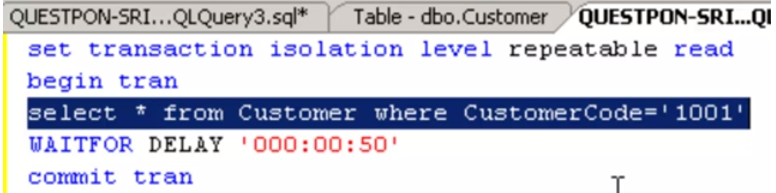 QUESTPON-SRI...QLQuery3.sql* Table - dbo.Customer QUESTPON-SRI...Ql
set transaction isolation level repeatable read
begin tran
select * from Customer where CustomerCode='1001'
WAITFOR DELAY '000:00:50'
commit tran